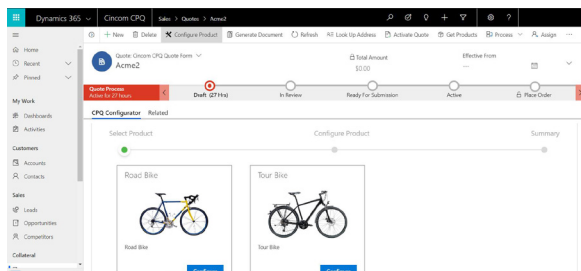 Dynamics 365 Cincom CPQ Sales > Quotes > Acme2
+ New Delete Configure Product Generate Document Refresh Look Up Address Activate Quote Get Products Process Assign ...
Home
Recent
Pinned
My Work
Dashboards
Activities
Customers
Accounts
Contacts
Sales
Leads
Opportunities
Competitors
Collateral
Quote: Cincom CPQ Quote Form
Acme2
Total Amount
$0.00
Effective From
---
Quote Process
Active for 27 hours
Draft (27 Hrs)
In Review
Ready For Submission
Active
Place Order
CPQ Configurator Related
Select Product
Configure Product
Summary
Road Bike
Road Bike
Configure
Tour Bike
Tour Bike
Configure